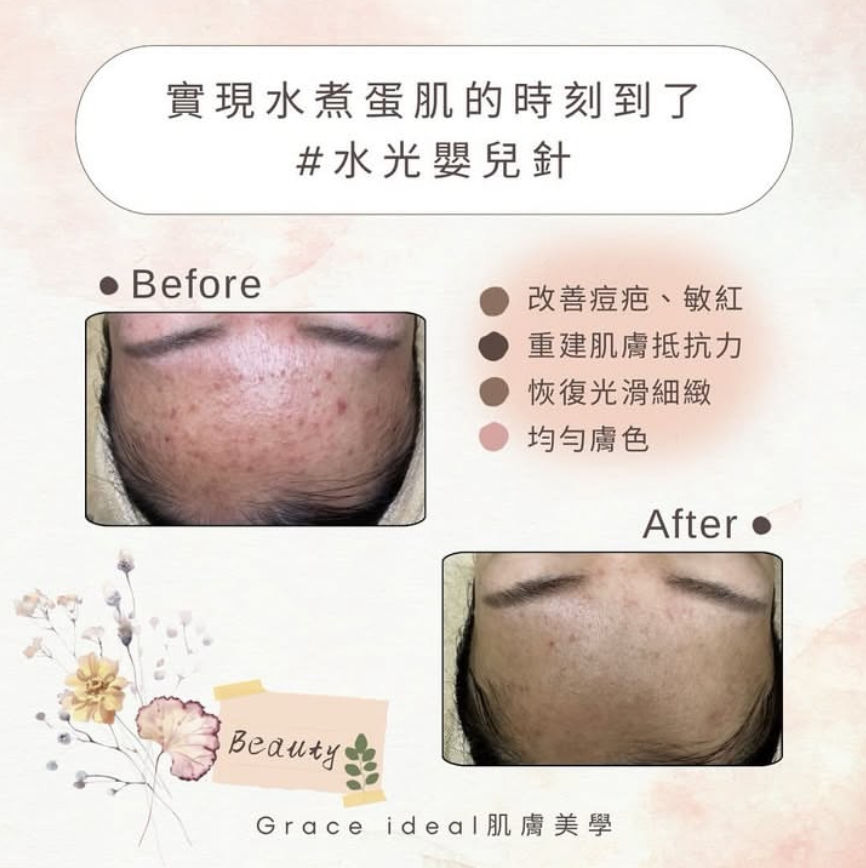 實現水煮蛋肌的時刻到了
#水光嬰兒針
Before
改善痘疤、敏紅
重建肌膚抵抗力
恢復光滑細緻
均勻膚色
After
Beauty
Grace ideal肌膚美學